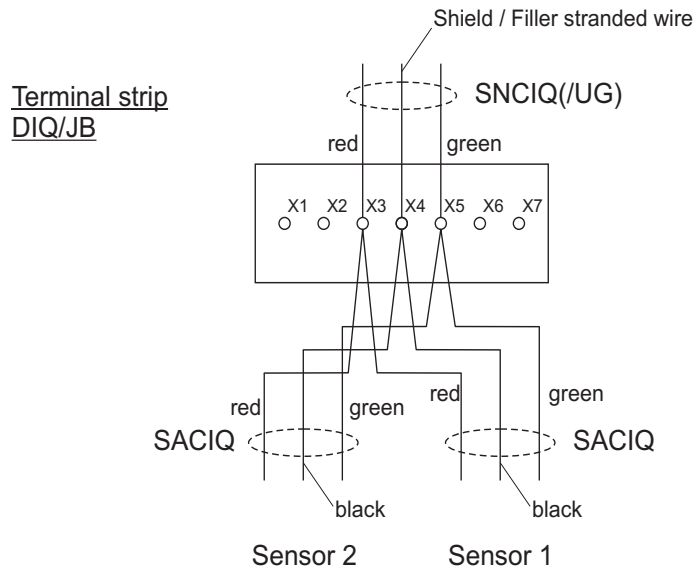 Shield / Filler stranded wire
Terminal strip
DIQ/JB
SNCIQ(/UG)
red green
X1 X2 X3 X4 X5 X6 X7
red green red green
SACIQ SACIQ
black black
Sensor 2 Sensor 1